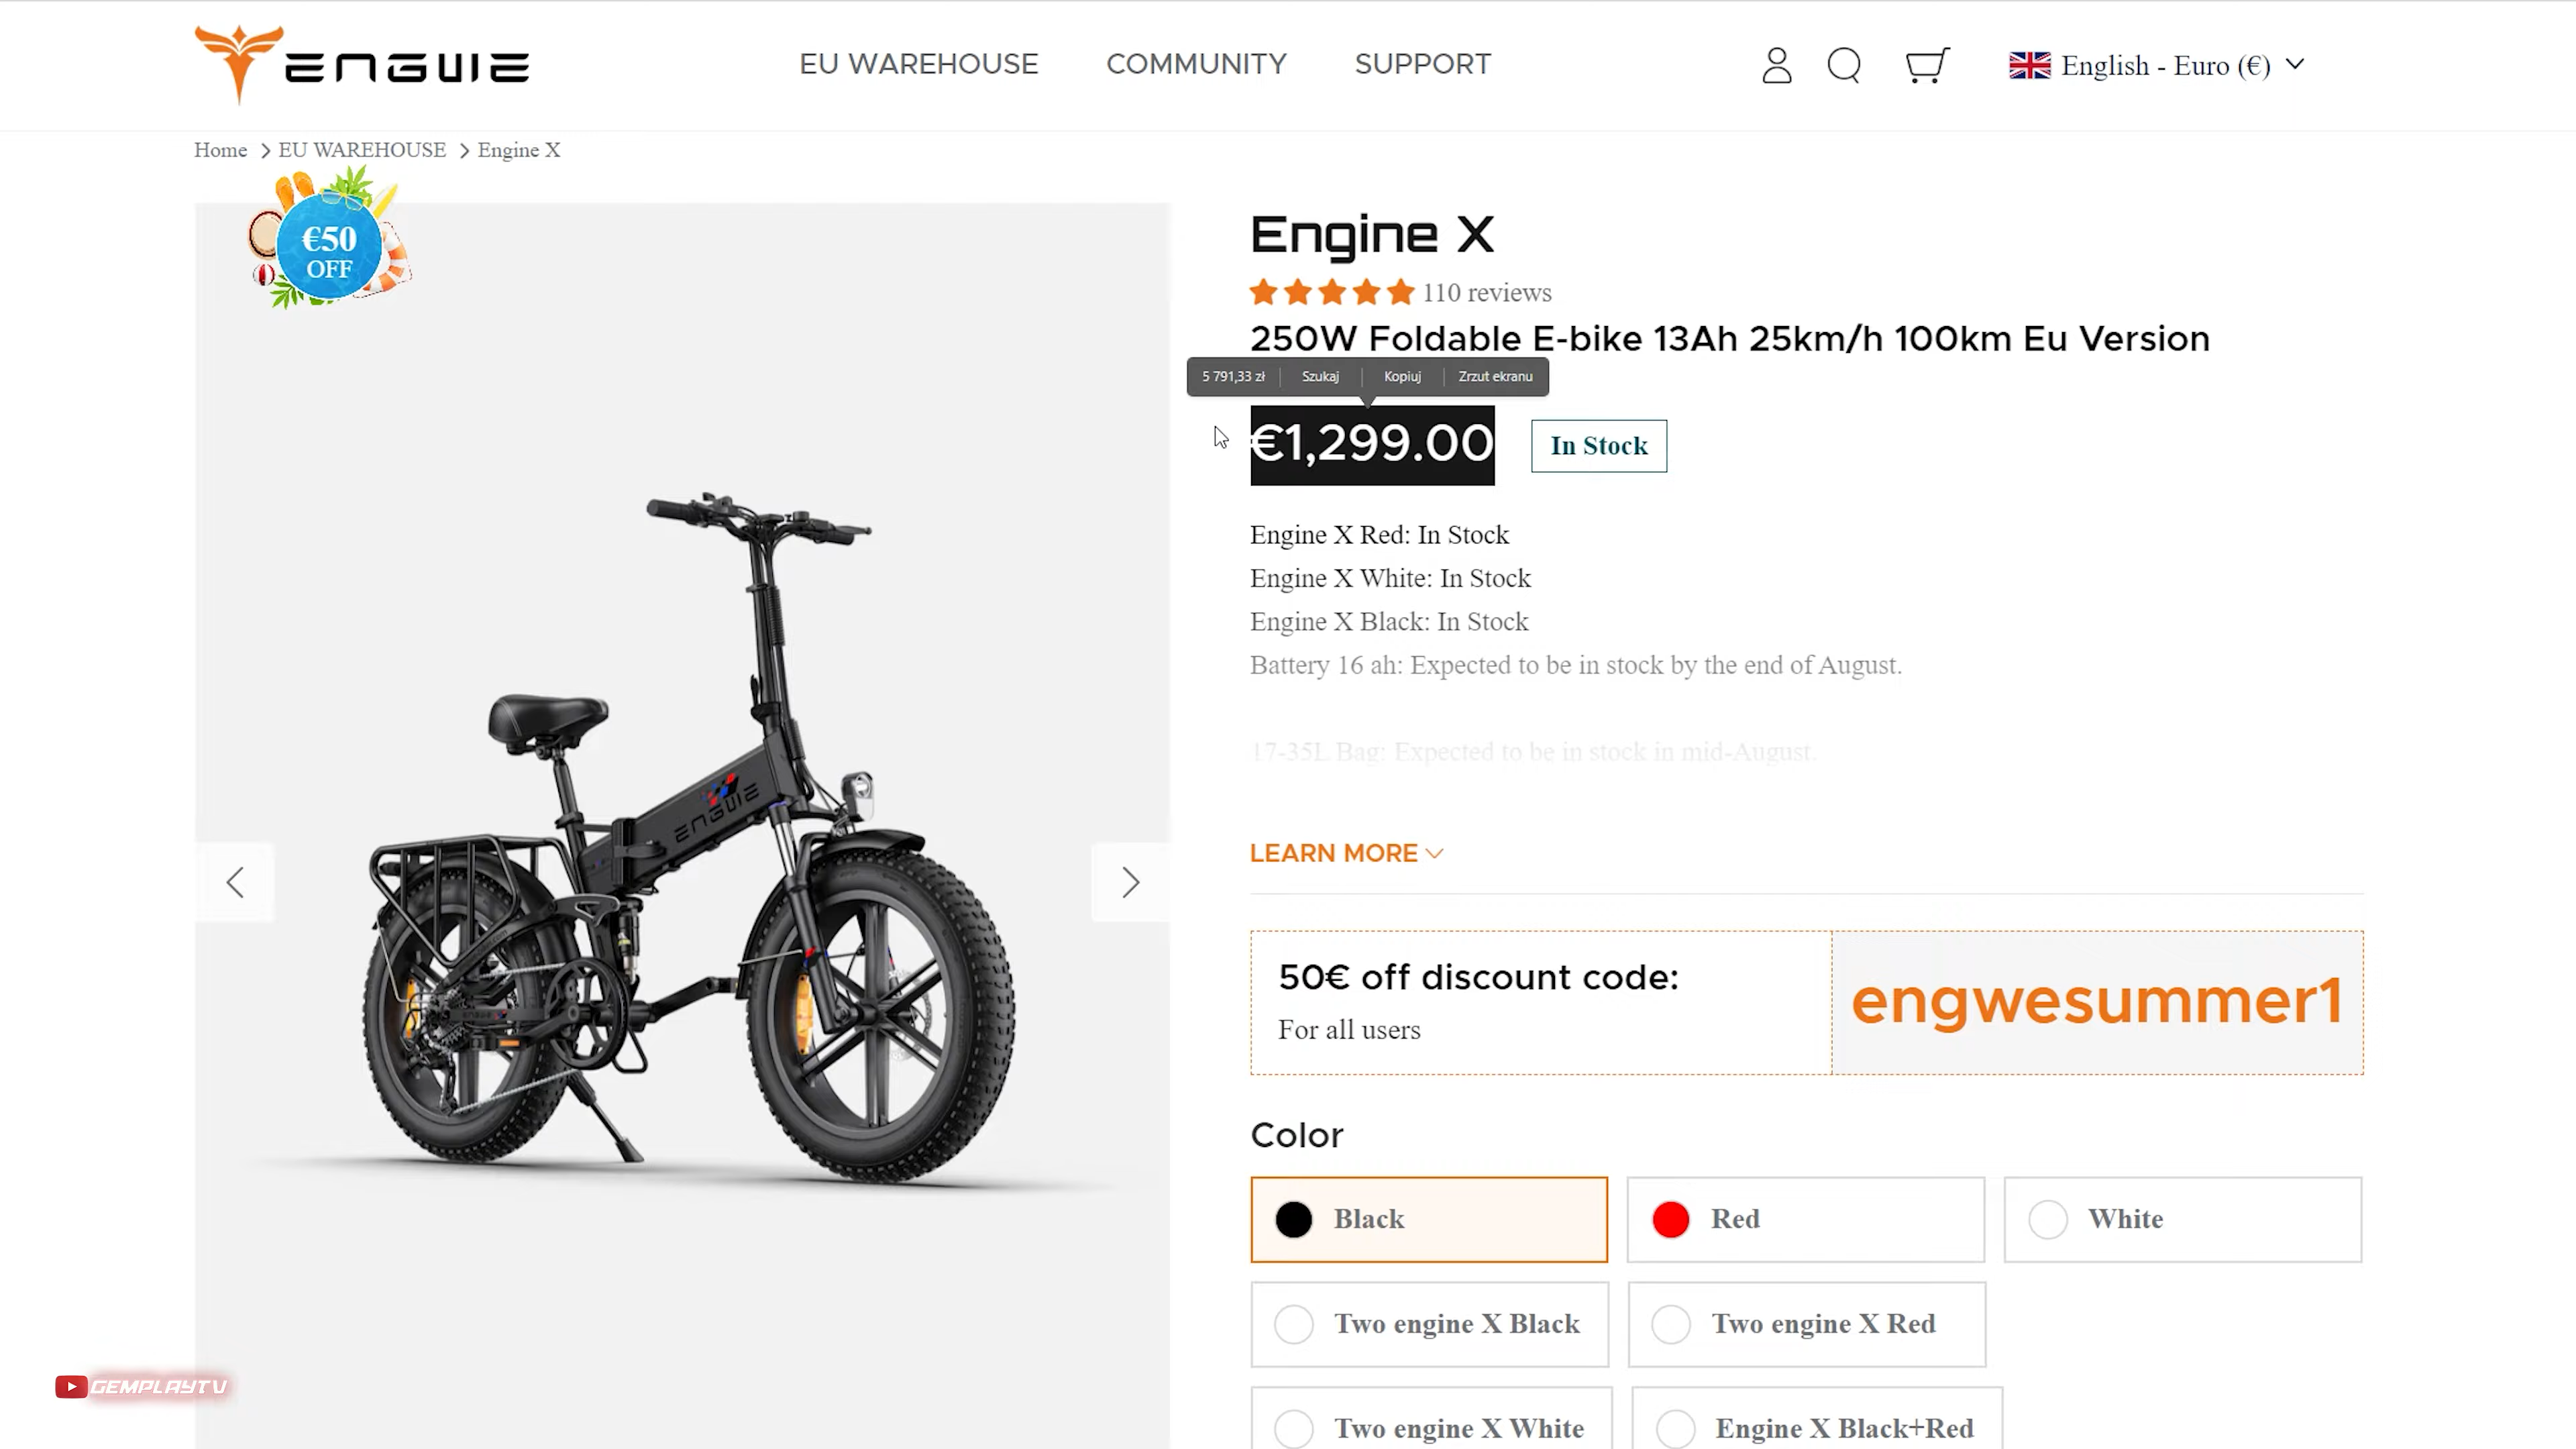 ENGWE
EU WAREHOUSE
COMMUNITY
SUPPORT
English - Euro (€)
Home > EU WAREHOUSE > Engine X
€50
OFF
ENGWE
Engine X
110 reviews
250W Foldable E-bike 13Ah 25km/h 100km Eu Version
5 791,33 zł | Szukaj | Kopiuj | Zrzut ekranu
€1,299.00
In Stock
Engine X Red: In Stock
Engine X White: In Stock
Engine X Black: In Stock
Battery 16 ah: Expected to be in stock by the end of August.
17-35L Bag: Expected to be in stock in mid-August.
LEARN MORE
50€ off discount code:
For all users
engwesummer1
Color
Black
Red
White
Two engine X Black
Two engine X Red
Two engine X White
Engine X Black+Red
GEMPLAYTV